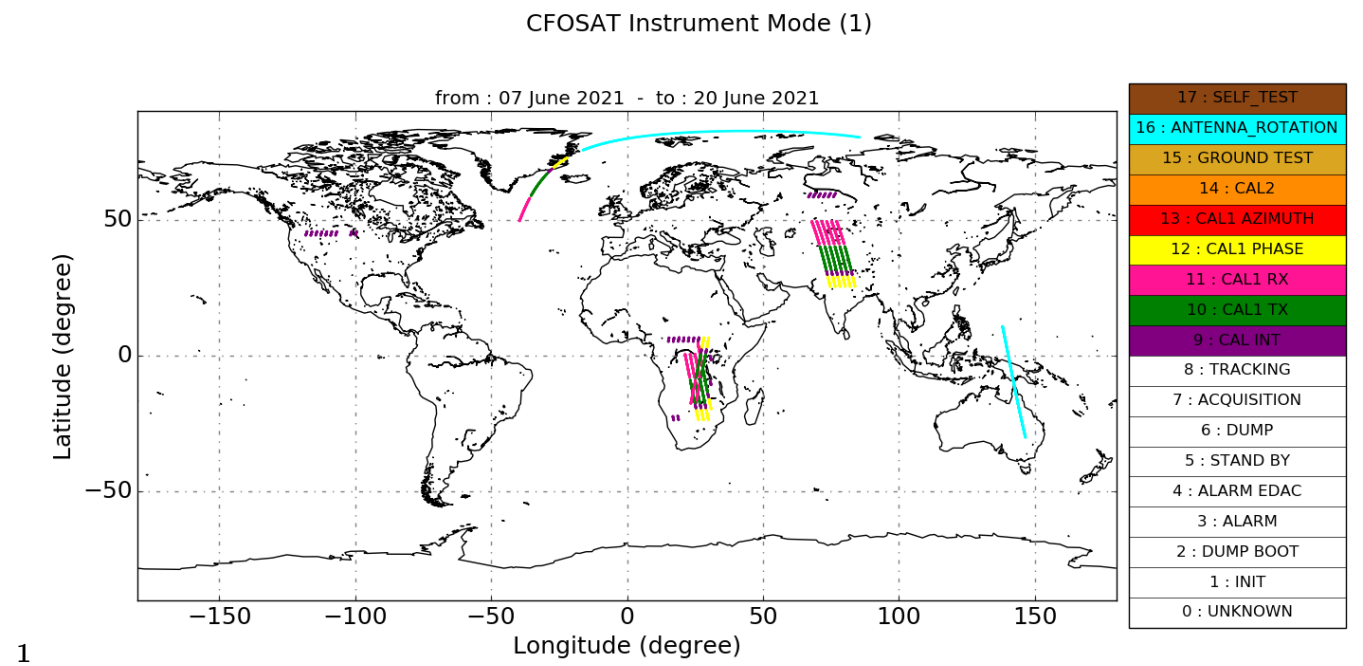 CFOSAT Instrument Mode (1)
from : 07 June 2021 - to : 20 June 2021
17 : SELF_TEST
16 : ANTENNA_ROTATION
15 : GROUND TEST
14 : CAL2
13 : CAL1 AZIMUTH
12 : CAL1 PHASE
11 : CAL1 RX
10 : CAL1 TX
9 : CAL INT
8 : TRACKING
7 : ACQUISITION
6 : DUMP
5 : STAND BY
4 : ALARM EDAC
3 : ALARM
2 : DUMP BOOT
1 : INIT
0 : UNKNOWN
Latitude (degree)
50
0
−50
−150 −100 −50 0 50 100 150
Longitude (degree)
1